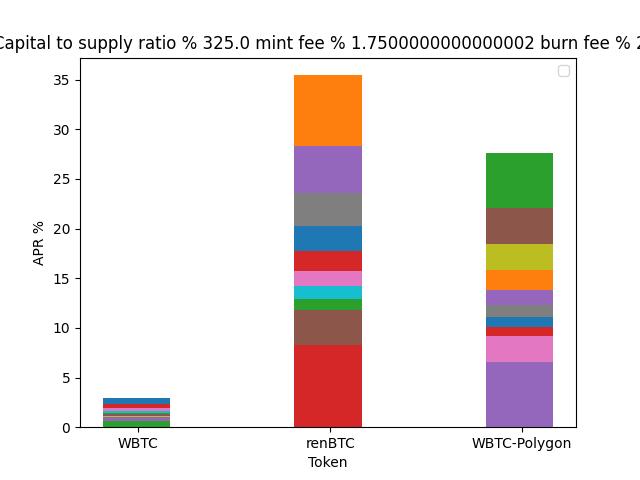 Capital to supply ratio % 325.0 mint fee % 1.7500000000000002 burn fee % 2
APR %
35
30
25
20
15
10
5
0
WBTC renBTC WBTC-Polygon
Token